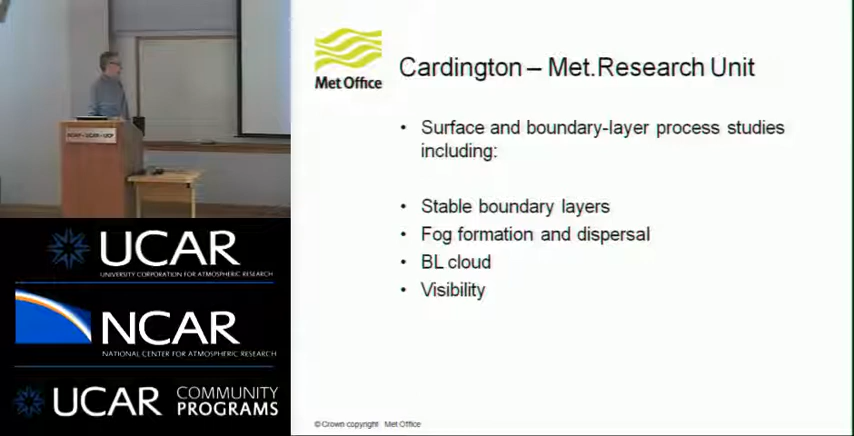 Met Office
Cardington – Met.Research Unit
• Surface and boundary-layer process studies
including:
• Stable boundary layers
• Fog formation and dispersal
• BL cloud
• Visibility
© Crown copyright Met Office
UCAR
UNIVERSITY CORPORATION FOR ATMOSPHERIC RESEARCH
NCAR
NATIONAL CENTER FOR ATMOSPHERIC RESEARCH
UCAR COMMUNITY
PROGRAMS